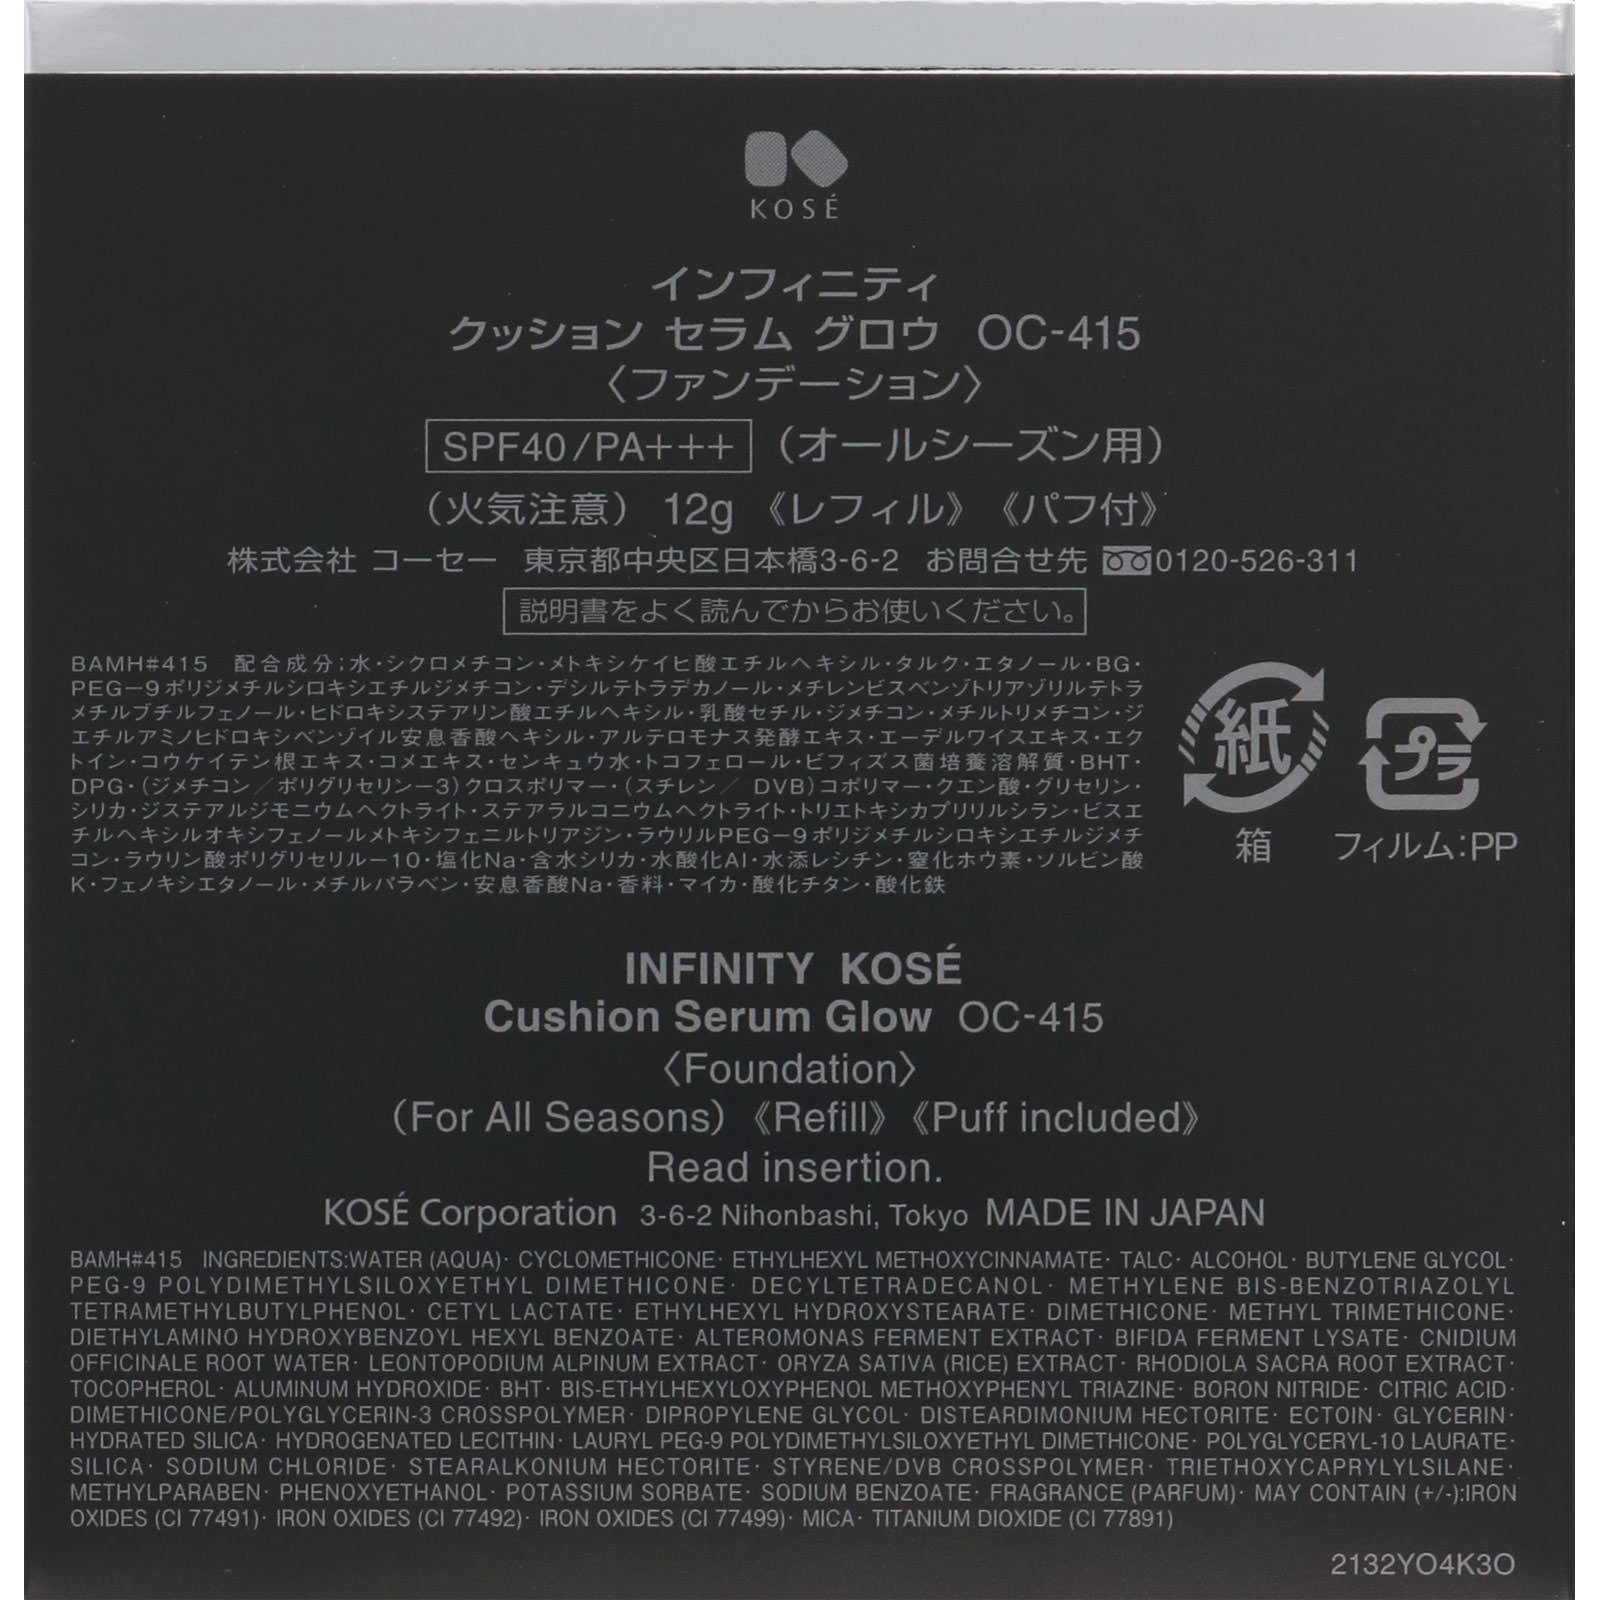 KOSÉ
インフィニティ
クッション セラム グロウ OC-415
〈ファンデーション〉
SPF40/PA+++ （オールシーズン用）
（火気注意） 12g 《レフィル》《パフ付》
株式会社 コーセー 東京都中央区日本橋3-6-2 お問合せ先 0120-526-311
説明書をよく読んでからお使いください。
BAMH#415 配合成分：水・シクロメチコン・メトキシケイヒ酸エチルヘキシル・タルク・エタノール・BG・
PEG－9ポリジメチルシロキシエチルジメチコン・デシルテトラデカノール・メチレンビスベンゾトリアゾリルテトラ
メチルブチルフェノール・ヒドロキシステアリン酸エチルヘキシル・乳酸セチル・ジメチコン・メチルトリメチコン・ジ
エチルアミノヒドロキシベンゾイル安息香酸ヘキシル・アルテロモナス発酵エキス・エーデルワイスエキス・エク
トイン・コウケイテン根エキス・コメエキス・センキュウ水・トコフェロール・ビフィズス菌培養溶解質・BHT・
DPG・（ジメチコン／ポリグリセリン－3）クロスポリマー・（スチレン／ DVB）コポリマー・クエン酸・グリセリン・
シリカ・ジステアルジモニウムヘクトライト・ステアラルコニウムヘクトライト・トリエトキシカプリリルシラン・ビスエ
チルヘキシルオキシフェノールメトキシフェニルトリアジン・ラウリルPEG－9ポリジメチルシロキシエチルジメチ
コン・ラウリン酸ポリグリセリル－10・塩化Na・含水シリカ・水酸化Al・水添レシチン・窒化ホウ素・ソルビン酸
K・フェノキシエタノール・メチルパラベン・安息香酸Na・香料・マイカ・酸化チタン・酸化鉄
紙
プラ
箱
フィルム：PP
INFINITY KOSÉ
Cushion Serum Glow OC-415
〈Foundation〉
(For All Seasons) 《Refill》《Puff included》
Read insertion.
KOSÉ Corporation 3-6-2 Nihonbashi, Tokyo MADE IN JAPAN
BAMH#415 INGREDIENTS:WATER (AQUA)· CYCLOMETHICONE· ETHYLHEXYL METHOXYCINNAMATE· TALC· ALCOHOL· BUTYLENE GLYCOL·
PEG-9 POLYDIMETHYLSILOXYETHYL DIMETHICONE· DECYLTETRADECANOL· METHYLENE BIS-BENZOTRIAZOLYL
TETRAMETHYLBUTYLPHENOL· CETYL LACTATE· ETHYLHEXYL HYDROXYSTEARATE· DIMETHICONE· METHYL TRIMETHICONE·
DIETHYLAMINO HYDROXYBENZOYL HEXYL BENZOATE· ALTEROMONAS FERMENT EXTRACT· BIFIDA FERMENT LYSATE· CNIDIUM
OFFICINALE ROOT WATER· LEONTOPODIUM ALPINUM EXTRACT· ORYZA SATIVA (RICE) EXTRACT· RHODIOLA SACRA ROOT EXTRACT·
TOCOPHEROL· ALUMINUM HYDROXIDE· BHT· BIS-ETHYLHEXYLOXYPHENOL METHOXYPHENYL TRIAZINE· BORON NITRIDE· CITRIC ACID·
DIMETHICONE/POLYGLYCERIN-3 CROSSPOLYMER· DIPROPYLENE GLYCOL· DISTEARDIMONIUM HECTORITE· ECTOIN· GLYCERIN·
HYDRATED SILICA· HYDROGENATED LECITHIN· LAURYL PEG-9 POLYDIMETHYLSILOXYETHYL DIMETHICONE· POLYGLYCERYL-10 LAURATE·
SILICA· SODIUM CHLORIDE· STEARALKONIUM HECTORITE· STYRENE/DVB CROSSPOLYMER· TRIETHOXYCAPRYLYLSILANE·
METHYLPARABEN· PHENOXYETHANOL· POTASSIUM SORBATE· SODIUM BENZOATE· FRAGRANCE (PARFUM)· MAY CONTAIN (+/-):IRON
OXIDES (CI 77491)· IRON OXIDES (CI 77492)· IRON OXIDES (CI 77499)· MICA· TITANIUM DIOXIDE (CI 77891)
2132YO4K3O